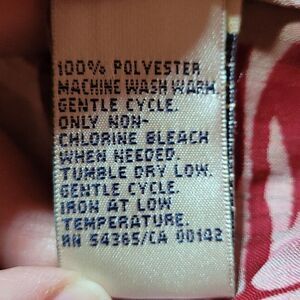 100% POLYESTER
MACHINE WASH WARM.
GENTLE CYCLE.
ONLY NON-
CHLORINE BLEACH
WHEN NEEDED.
TUMBLE DRY LOW.
GENTLE CYCLE.
IRON AT LOW
TEMPERATURE.
RN 54365/CA 00142